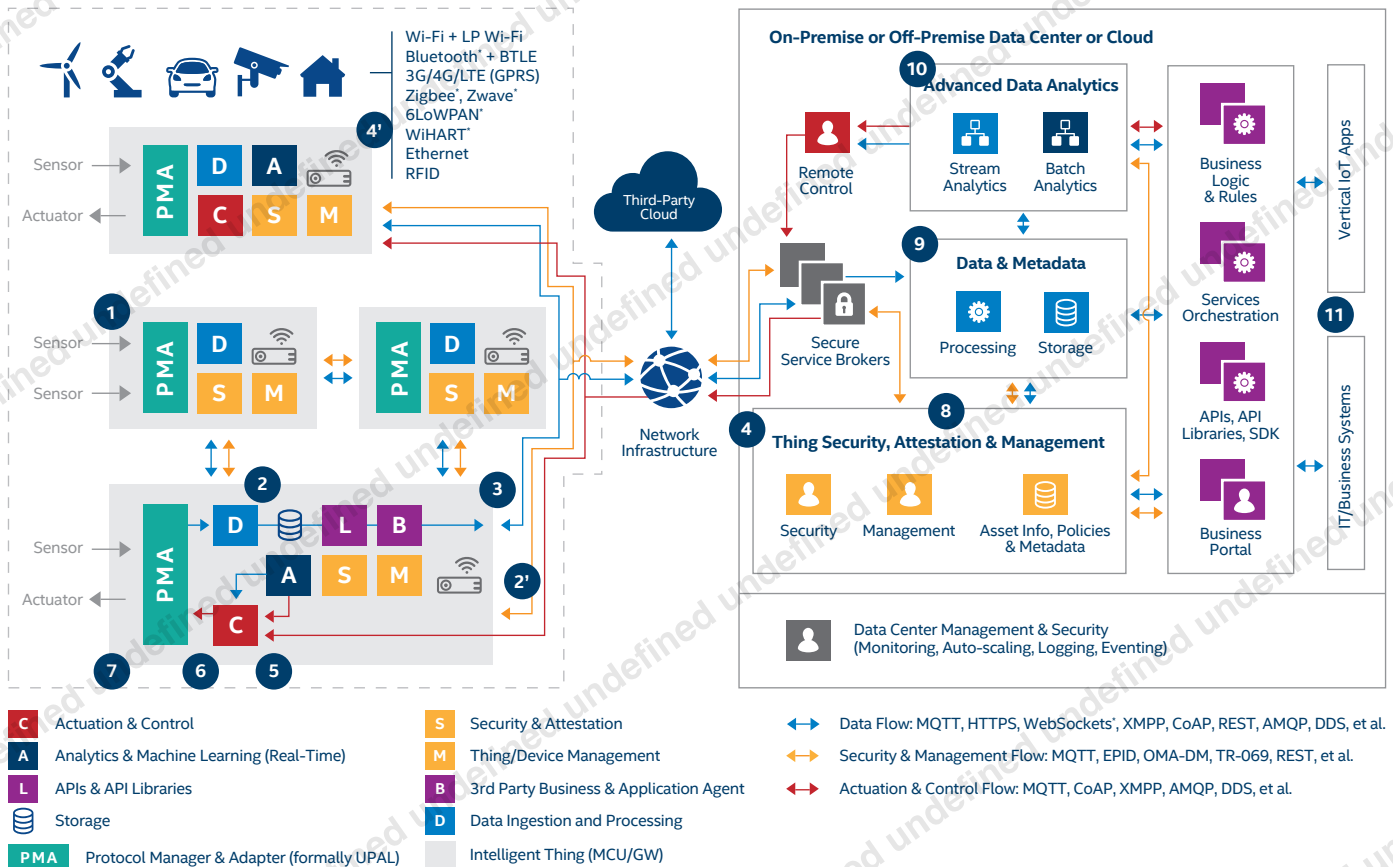 Wi-Fi + LP Wi-Fi
Bluetooth* + BTLE
3G/4G/LTE (GPRS)
Zigbee*, Zwave*
6LoWPAN*
WiHART*
Ethernet
RFID
4'
Sensor
Actuator
PMA
D
A
C
S
M
1
Sensor
Sensor
PMA
D
S
M
PMA
D
S
M
2
3
Sensor
Actuator
PMA
D
L
B
A
S
M
C
2'
7
6
5
Third-Party
Cloud
Network
Infrastructure
On-Premise or Off-Premise Data Center or Cloud
10
Advanced Data Analytics
Stream
Analytics
Batch
Analytics
Remote
Control
Secure
Service Brokers
9
Data & Metadata
Processing
Storage
4
8
Thing Security, Attestation & Management
Security
Management
Asset Info, Policies
& Metadata
Business
Logic
& Rules
Services
Orchestration
APIs, API
Libraries, SDK
Business
Portal
Vertical IoT Apps
11
IT/Business Systems
Data Center Management & Security
(Monitoring, Auto-scaling, Logging, Eventing)
C Actuation & Control
A Analytics & Machine Learning (Real-Time)
L APIs & API Libraries
Storage
PMA Protocol Manager & Adapter (formally UPAL)
S Security & Attestation
M Thing/Device Management
B 3rd Party Business & Application Agent
D Data Ingestion and Processing
Intelligent Thing (MCU/GW)
Data Flow: MQTT, HTTPS, WebSockets*, XMPP, CoAP, REST, AMQP, DDS, et al.
Security & Management Flow: MQTT, EPID, OMA-DM, TR-069, REST, et al.
Actuation & Control Flow: MQTT, CoAP, XMPP, AMQP, DDS, et al.
undefined undefined undefined undefined